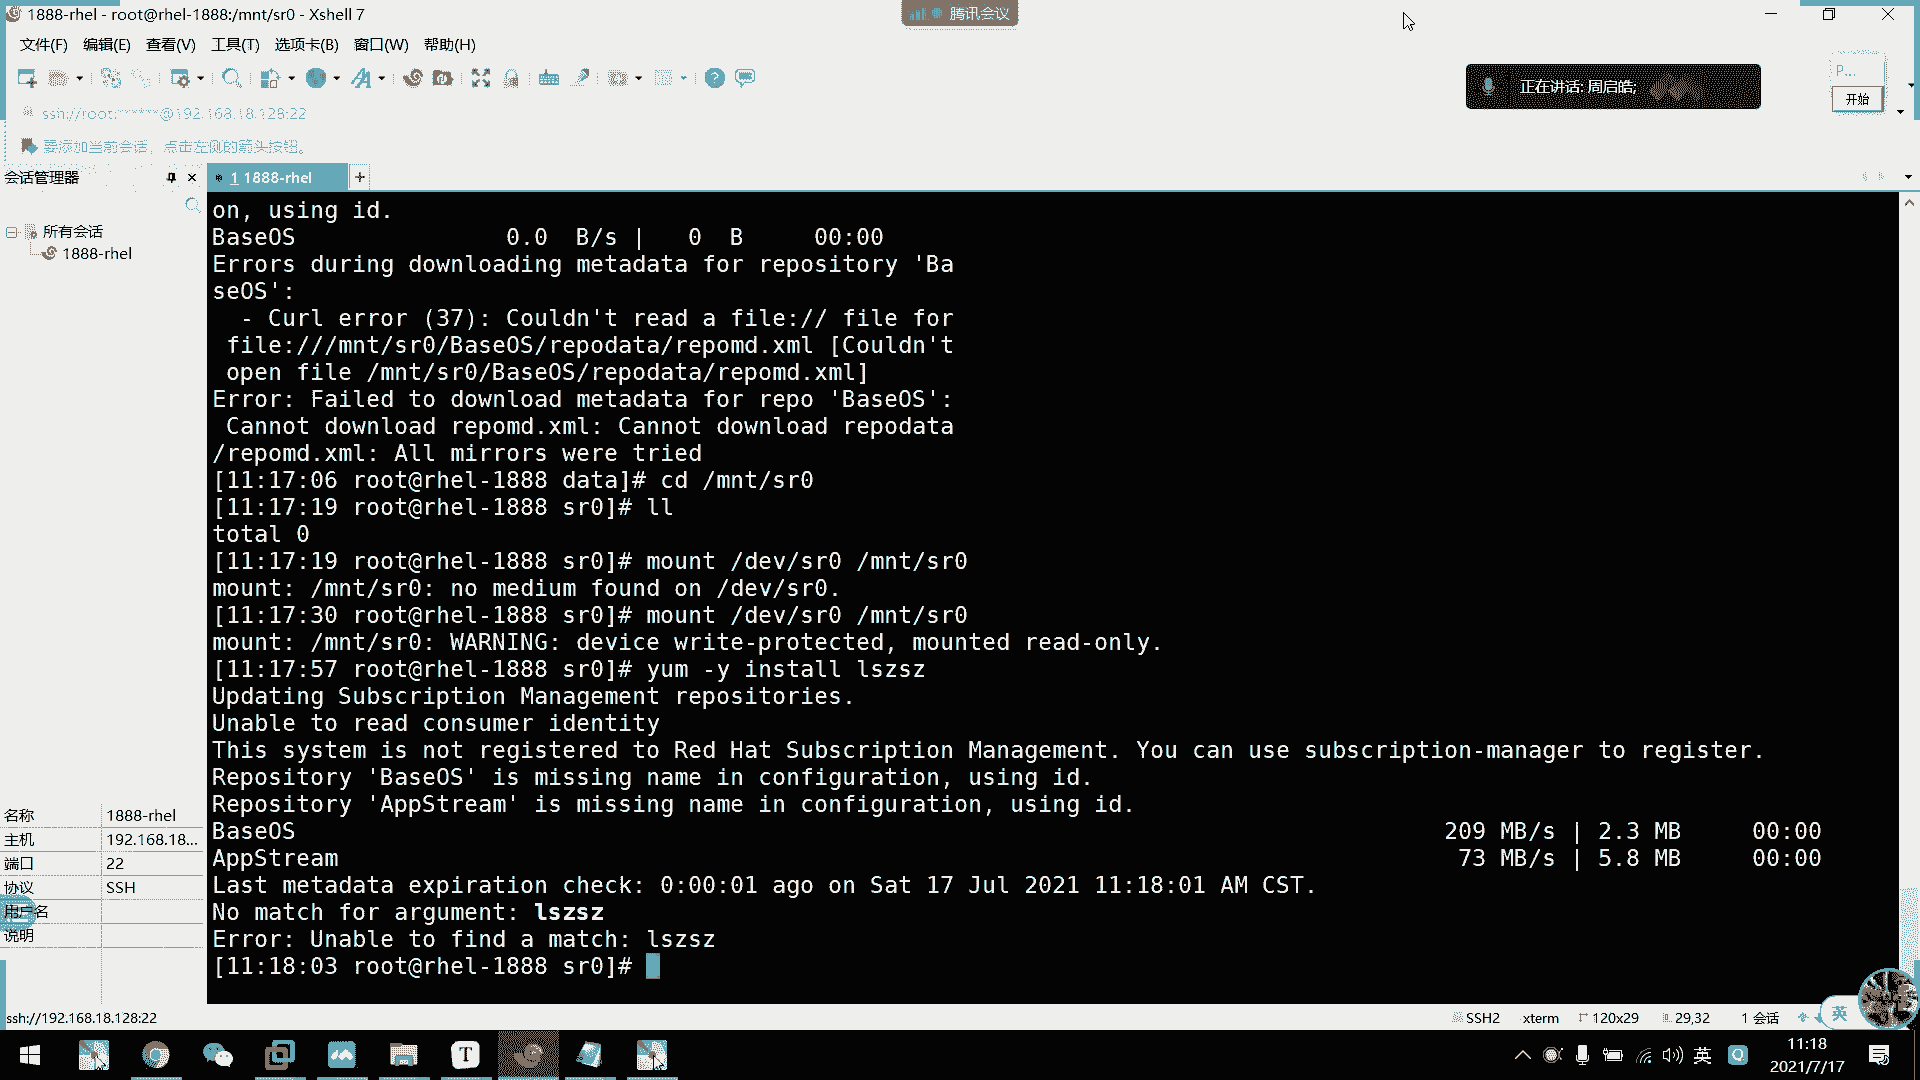 1888-rhel - root@rhel-1888:/mnt/sr0 - Xshell 7
腾讯会议
文件(F) 编辑(E) 查看(V) 工具(T) 选项卡(B) 窗口(W) 帮助(H)
正在讲话: 周启皓;
P...
开始
ssh://root:******@192.168.18.128:22
要添加当前会话，点击左侧的箭头按钮。
会话管理器
1 1888-rhel
所有会话
1888-rhel
on, using id.
BaseOS 0.0 B/s | 0 B 00:00
Errors during downloading metadata for repository 'Ba
seOS':
- Curl error (37): Couldn't read a file:// file for
file:///mnt/sr0/BaseOS/repodata/repomd.xml [Couldn't
open file /mnt/sr0/BaseOS/repodata/repomd.xml]
Error: Failed to download metadata for repo 'BaseOS':
Cannot download repomd.xml: Cannot download repodata
/repomd.xml: All mirrors were tried
[11:17:06 root@rhel-1888 data]# cd /mnt/sr0
[11:17:19 root@rhel-1888 sr0]# ll
total 0
[11:17:19 root@rhel-1888 sr0]# mount /dev/sr0 /mnt/sr0
mount: /mnt/sr0: no medium found on /dev/sr0.
[11:17:30 root@rhel-1888 sr0]# mount /dev/sr0 /mnt/sr0
mount: /mnt/sr0: WARNING: device write-protected, mounted read-only.
[11:17:57 root@rhel-1888 sr0]# yum -y install lszsz
Updating Subscription Management repositories.
Unable to read consumer identity
This system is not registered to Red Hat Subscription Management. You can use subscription-manager to register.
Repository 'BaseOS' is missing name in configuration, using id.
Repository 'AppStream' is missing name in configuration, using id.
BaseOS 209 MB/s | 2.3 MB 00:00
AppStream 73 MB/s | 5.8 MB 00:00
Last metadata expiration check: 0:00:01 ago on Sat 17 Jul 2021 11:18:01 AM CST.
No match for argument: lszsz
Error: Unable to find a match: lszsz
[11:18:03 root@rhel-1888 sr0]#
名称 1888-rhel
主机 192.168.18...
端口 22
协议 SSH
用户名
说明
ssh://192.168.18.128:22
SSH2 xterm 120x29 29,32 1 会话
英
T
英
11:18
2021/7/17